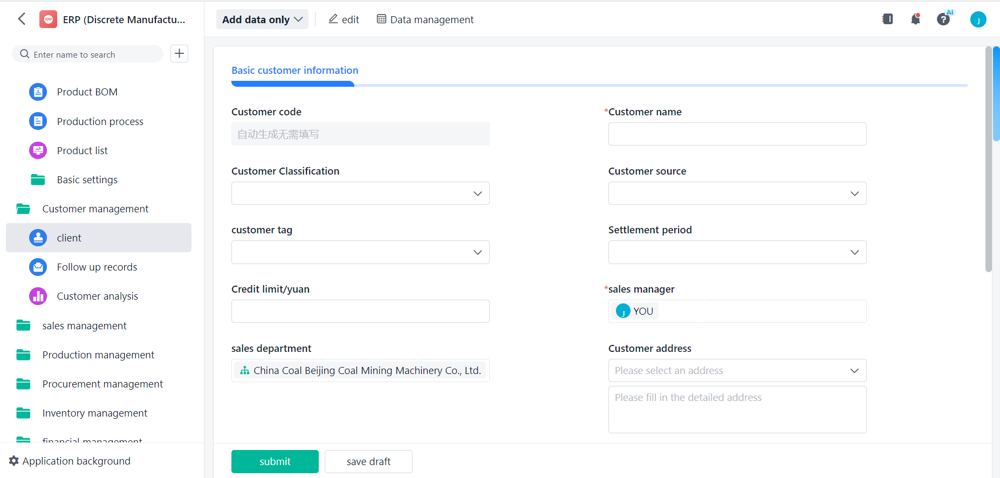 ERP (Discrete Manufactu...
Add data only
edit
Data management
AI
Enter name to search
Product BOM
Production process
Product list
Basic settings
Customer management
client
Follow up records
Customer analysis
sales management
Production management
Procurement management
Inventory management
financial management
Application background
Basic customer information
Customer code
自动生成无需填写
*Customer name
Customer Classification
Customer source
customer tag
Settlement period
Credit limit/yuan
*sales manager
J YOU
sales department
China Coal Beijing Coal Mining Machinery Co., Ltd.
Customer address
Please select an address
Please fill in the detailed address
submit
save draft